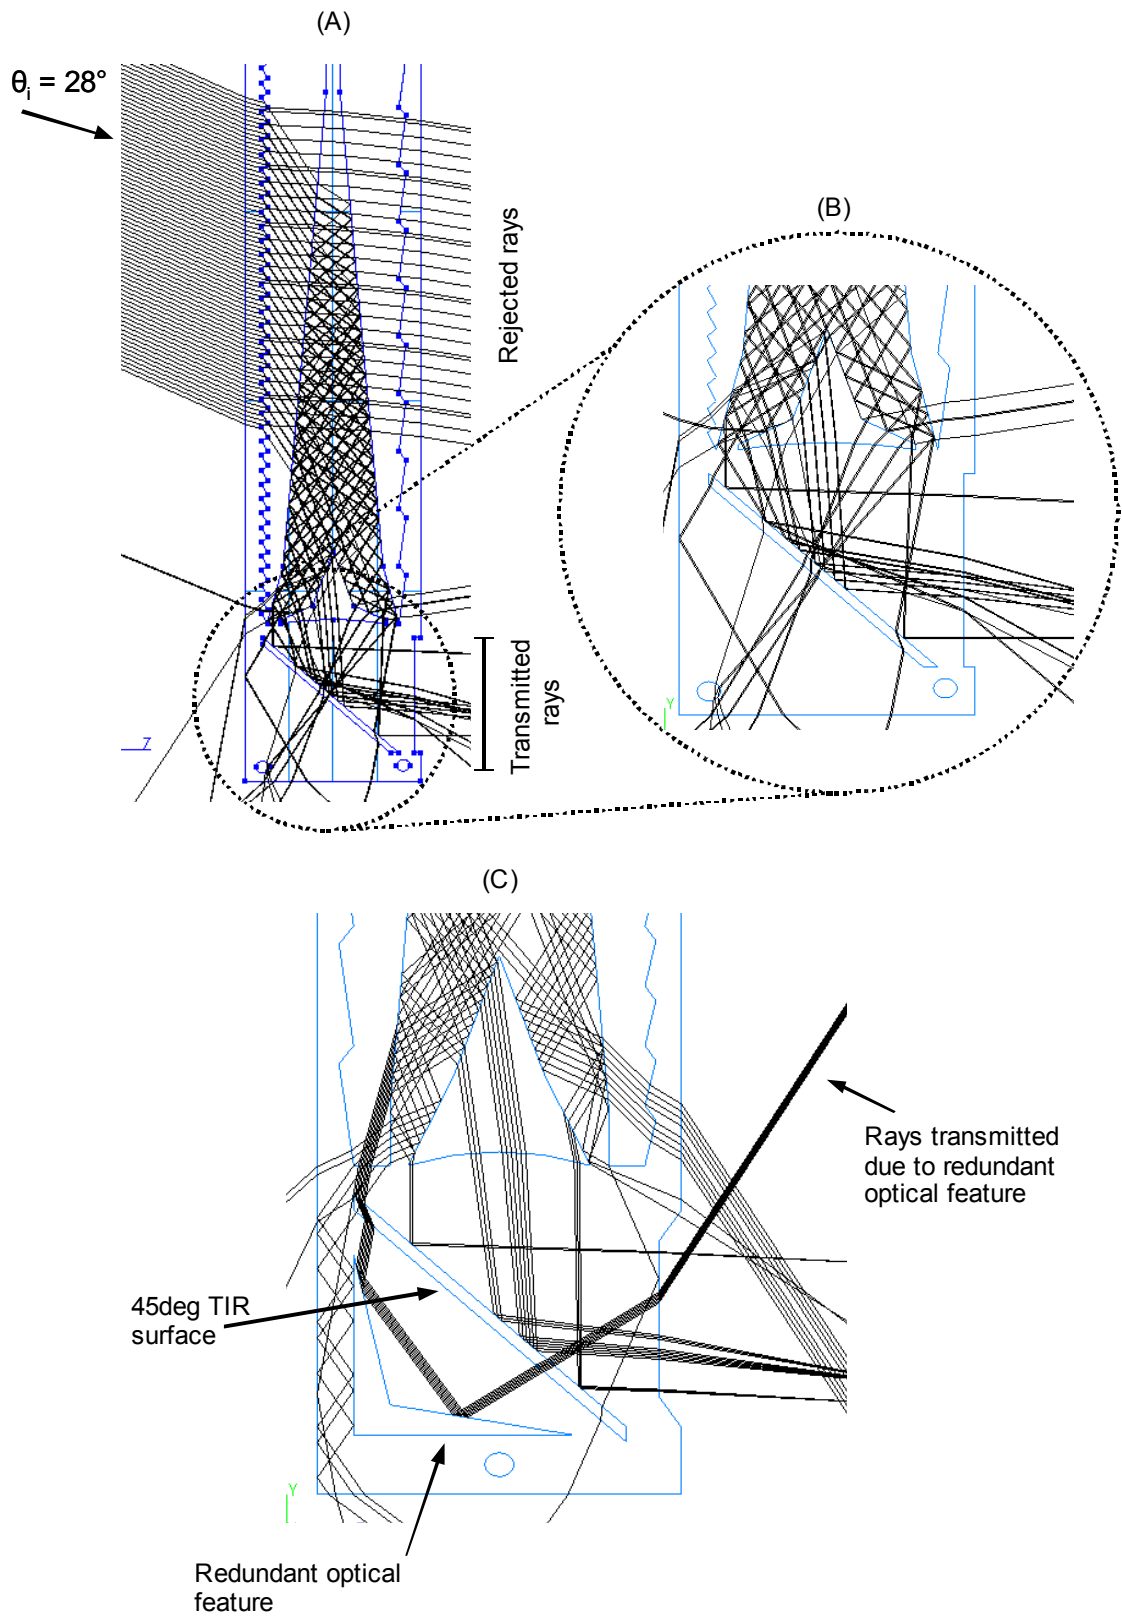 (A)
θi = 28°
(B)
Rejected rays
Transmitted
rays
Z
Y
(C)
Rays transmitted
due to redundant
optical feature
45deg TIR
surface
Y
Redundant optical
feature